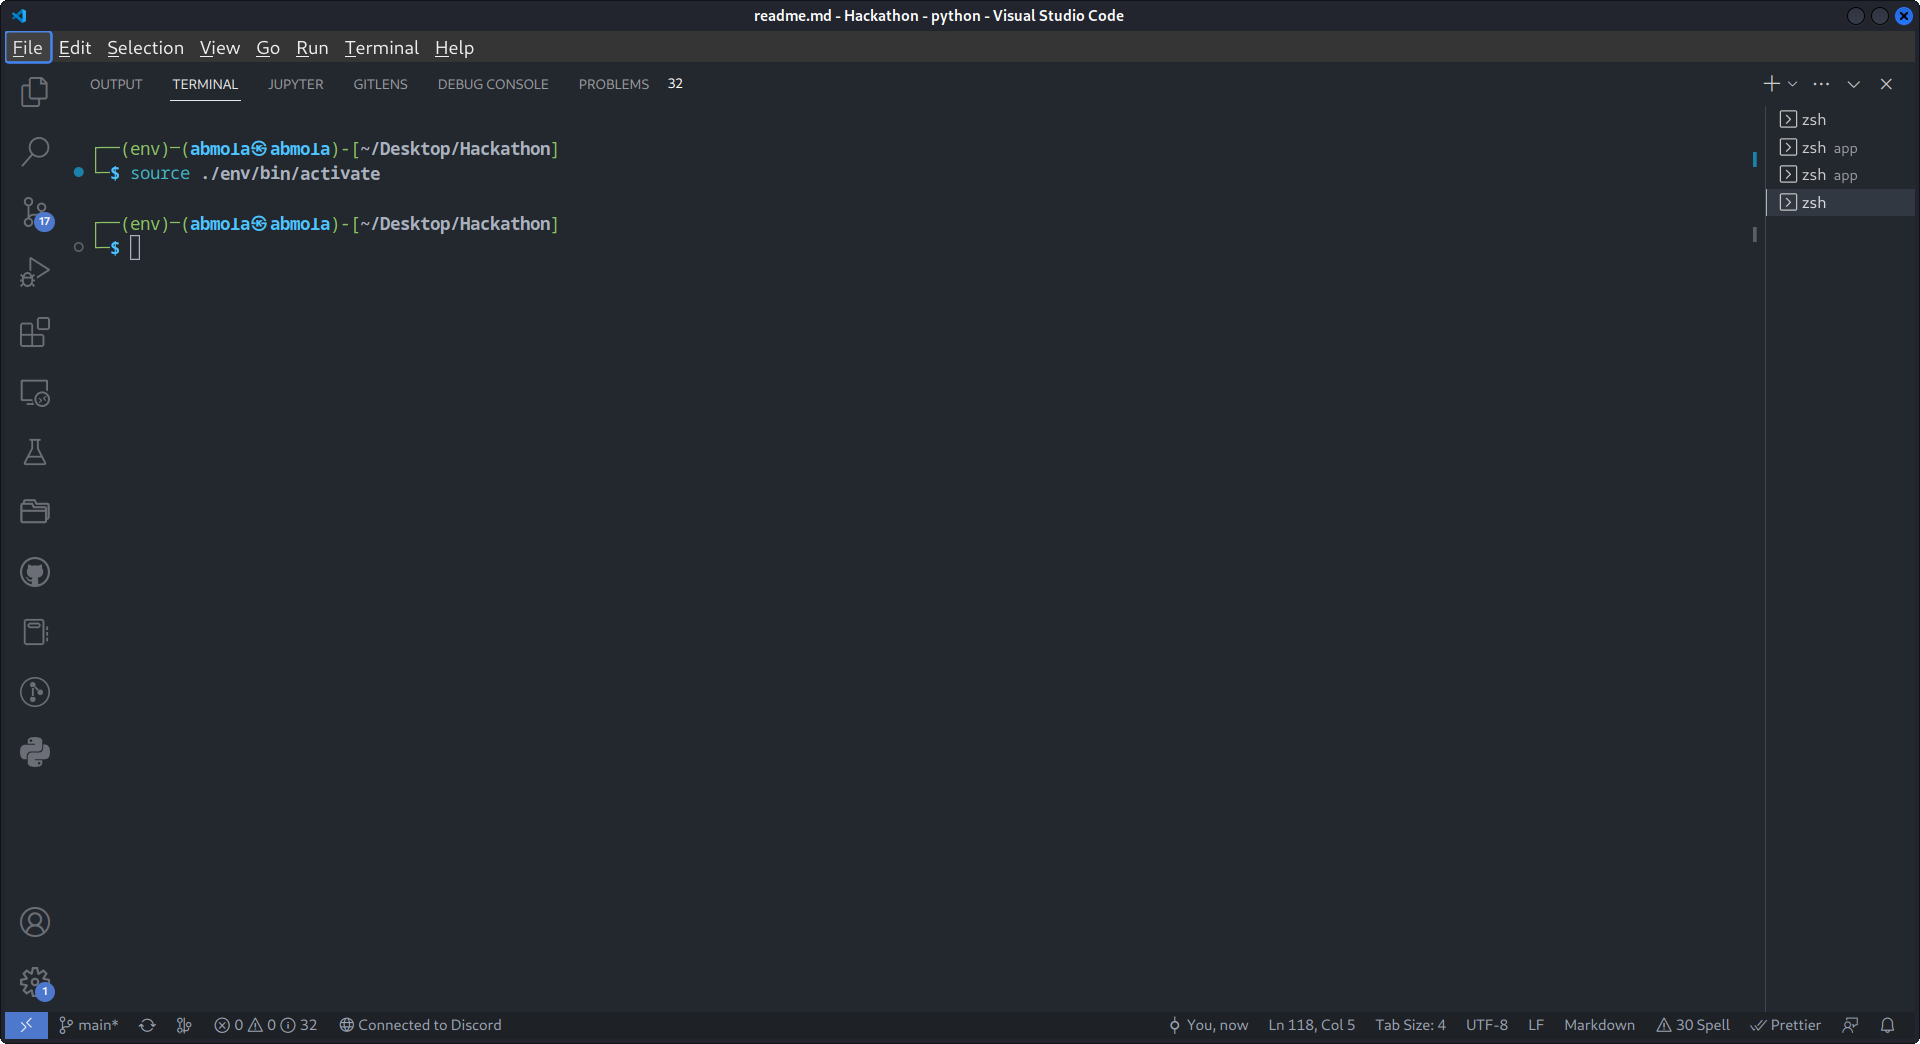 readme.md - Hackathon - python - Visual Studio Code
File Edit Selection View Go Run Terminal Help
OUTPUT TERMINAL JUPYTER GITLENS DEBUG CONSOLE PROBLEMS 32
zsh
zsh app
zsh app
zsh
┌──(env)─(abmola㉿abmola)-[~/Desktop/Hackathon]
└─$ source ./env/bin/activate
┌──(env)─(abmola㉿abmola)-[~/Desktop/Hackathon]
└─$
17
1
main* 0 0 32 Connected to Discord You, now Ln 118, Col 5 Tab Size: 4 UTF-8 LF Markdown 30 Spell Prettier